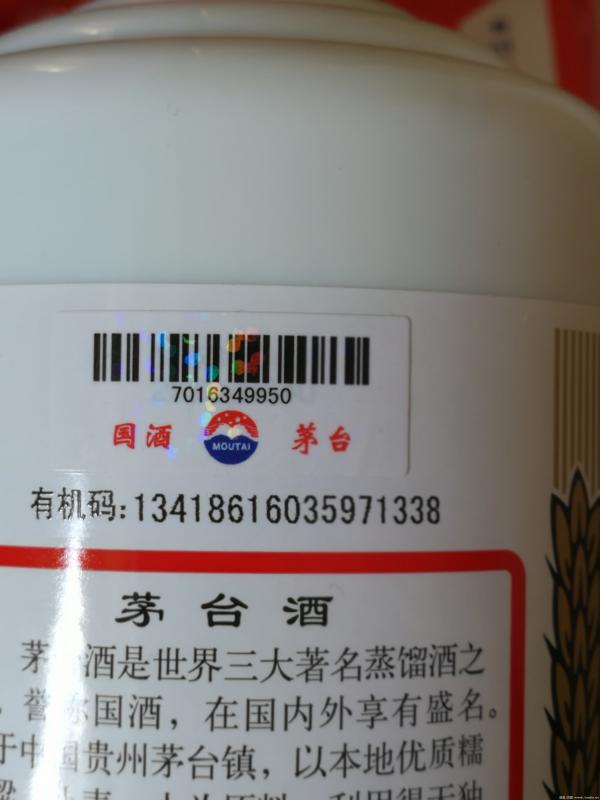 7016349950
国酒 MOUTAI 茅台
有机码:13418616035971338
茅台酒
茅 酒是世界三大著名蒸馏酒之
誉称国酒，在国内外享有盛名。
于中国贵州茅台镇，以本地优质糯